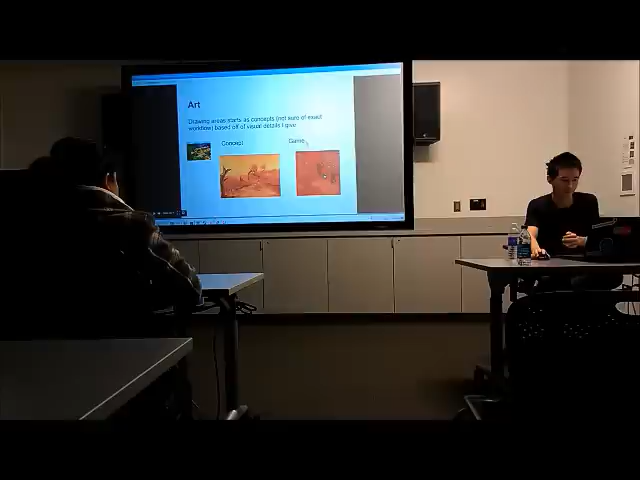 Art
Drawing areas starts as concepts (not sure of exact
workflow) based off of visual details I give
Concept
Game